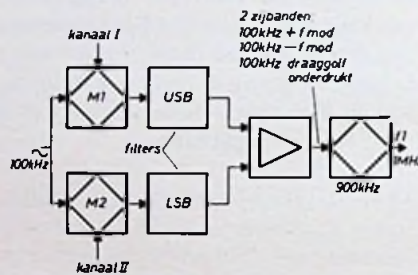 kanaal I
M1
USB
2 zijbanden
100kHz + f mod
100kHz — f mod
100kHz draaggolf
onderdrukt
100kHz
filters
f1
1MHz
900kHz
M2
LSB
kanaal II